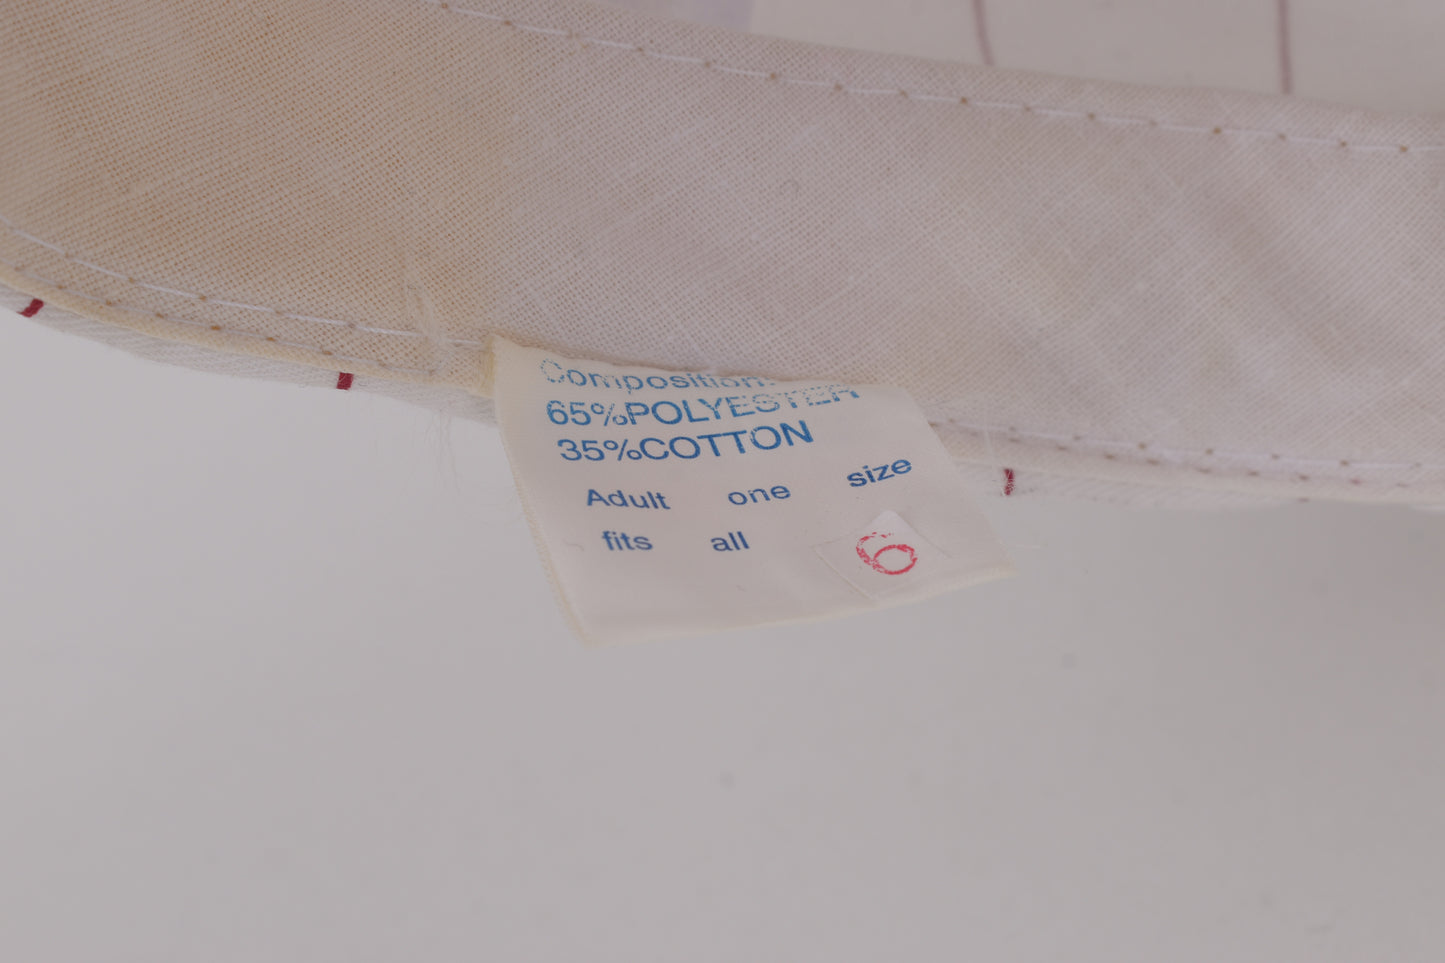 Composition:
65%POLYESTER
35%COTTON
Adult one size
fits all
6